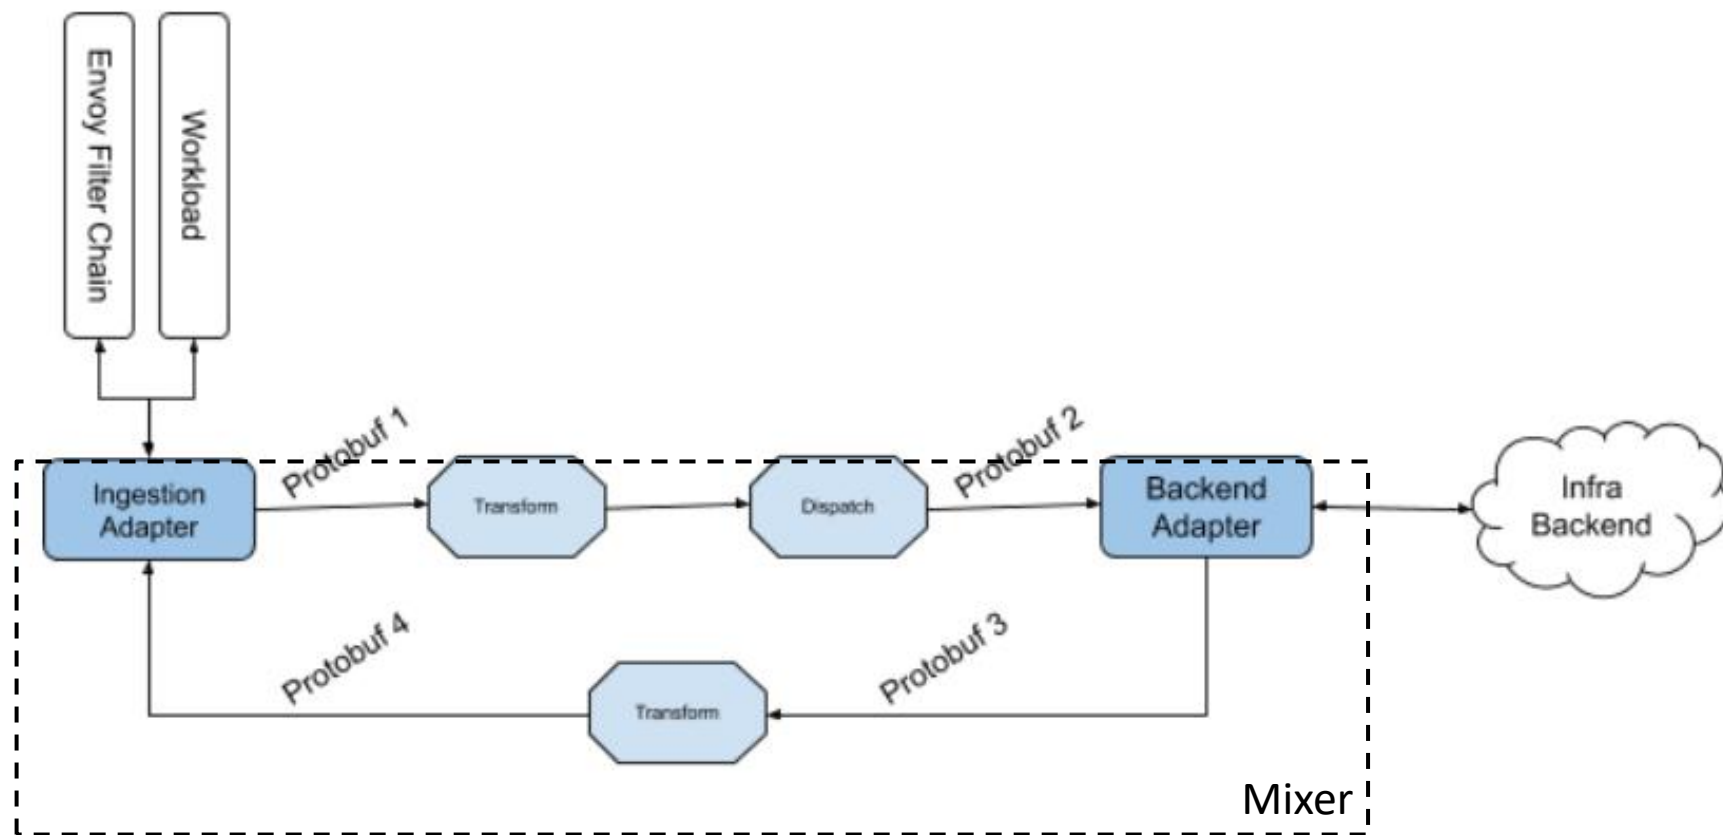 Envoy Filter Chain
Workload
Protobuf 1
Protobuf 2
Ingestion
Adapter
Transform
Dispatch
Backend
Adapter
Infra
Backend
Protobuf 4
Protobuf 3
Transform
Mixer